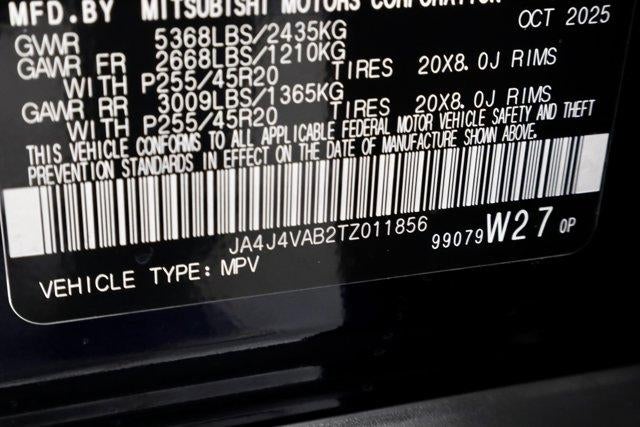 MFD.BY MITSUBISHI MOTORS CORPORATION
OCT 2025
GVWR 5368LBS/2435KG
GAWR FR 2668LBS/1210KG
WITH P255/45R20 TIRES 20X8.0J RIMS
GAWR RR 3009LBS/1365KG
WITH P255/45R20 TIRES 20X8.0J RIMS
THIS VEHICLE CONFORMS TO ALL APPLICABLE FEDERAL MOTOR VEHICLE SAFETY AND THEFT
PREVENTION STANDARDS IN EFFECT ON THE DATE OF MANUFACTURE SHOWN ABOVE.
JA4J4VAB2TZ011856
99079 W27 0P
VEHICLE TYPE: MPV